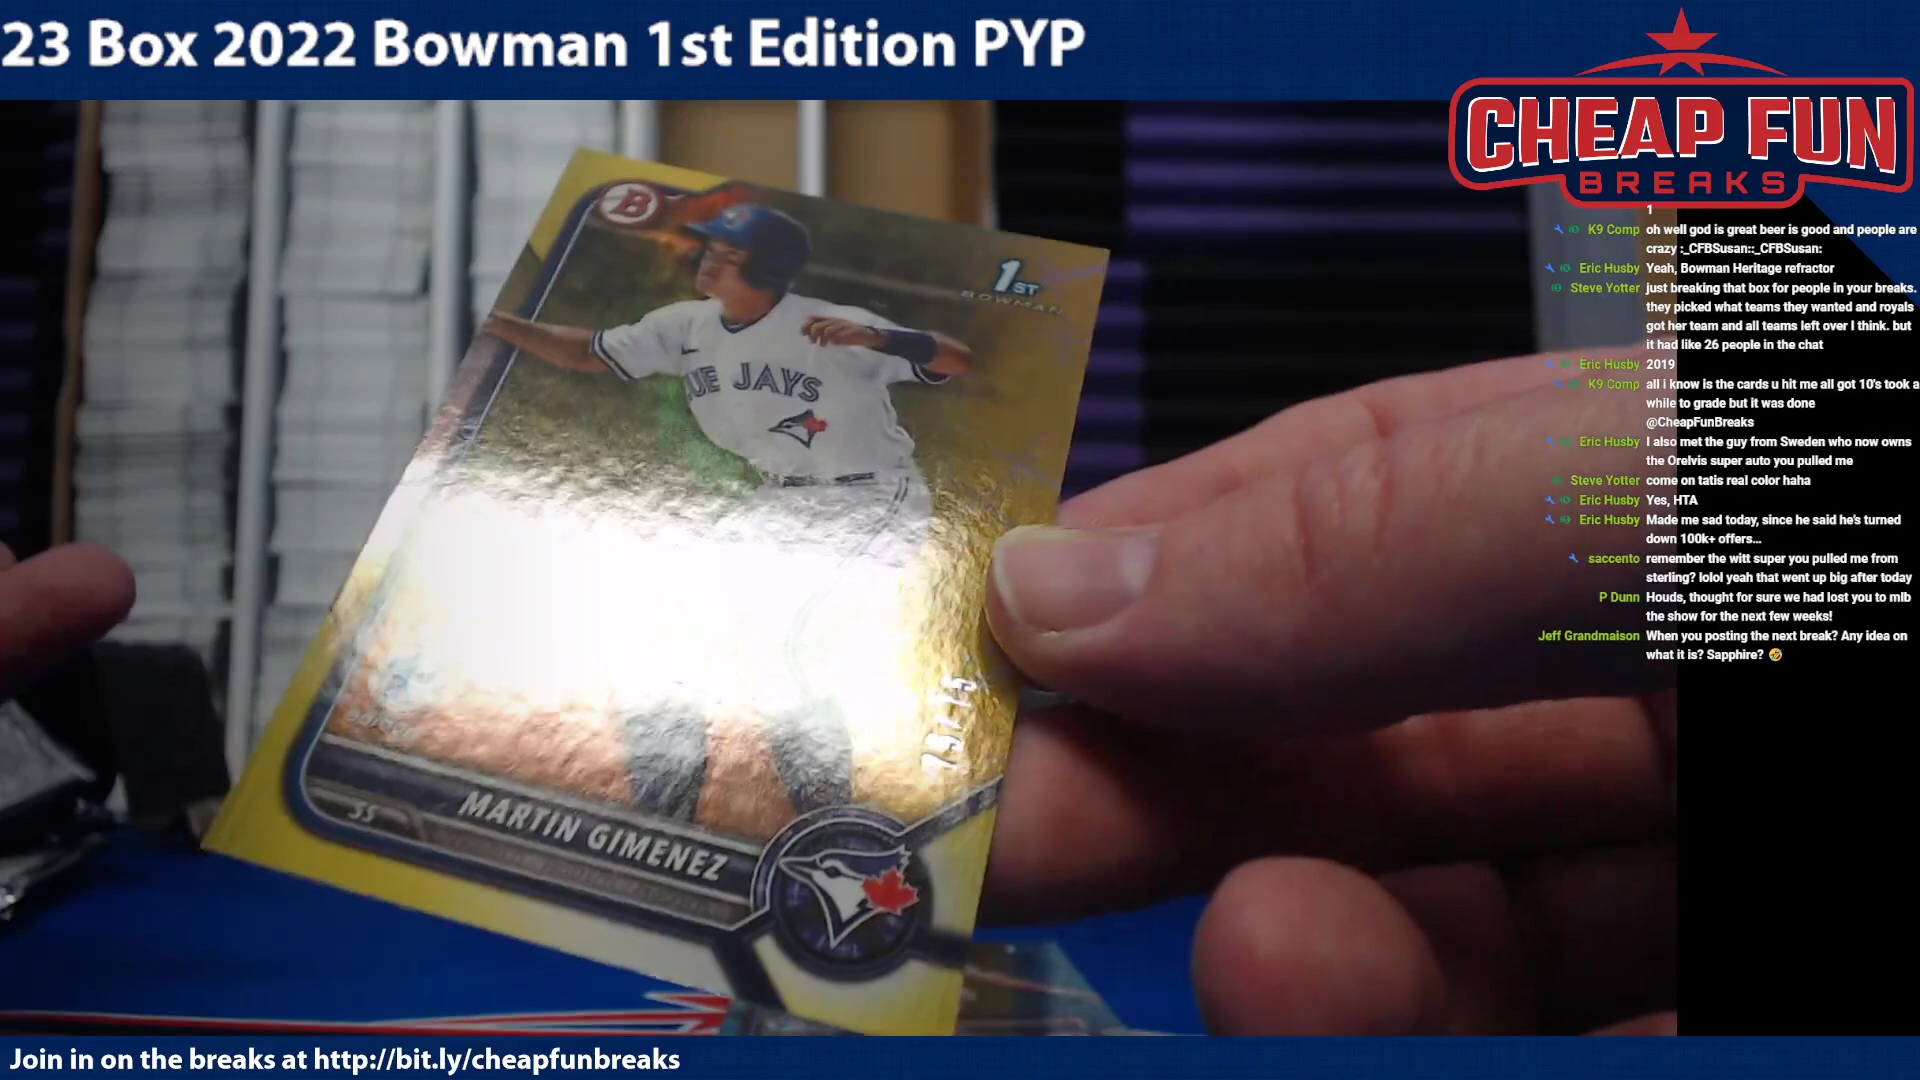 23 Box 2022 Bowman 1st Edition PYP
CHEAP FUN
BREAKS
1
K9 Comp oh well god is great beer is good and people are
crazy :_CFBSusan::_CFBSusan:
Eric Husby Yeah, Bowman Heritage refractor
Steve Yotter just breaking that box for people in your breaks.
they picked what teams they wanted and royals
got her team and all teams left over I think. but
it had like 26 people in the chat
Eric Husby 2019
K9 Comp all i know is the cards u hit me all got 10's took a
while to grade but it was done
@CheapFunBreaks
Eric Husby I also met the guy from Sweden who now owns
the Orelvis super auto you pulled me
Steve Yotter come on tatis real color haha
Eric Husby Yes, HTA
Eric Husby Made me sad today, since he said he's turned
down 100k+ offers...
saccento remember the witt super you pulled me from
sterling? lolol yeah that went up big after today
P Dunn Houds, thought for sure we had lost you to mlb
the show for the next few weeks!
Jeff Grandmaison When you posting the next break? Any idea on
what it is? Sapphire? 🤣
B
1ST
BOWMAN
UE JAYS
SS
MARTIN GIMENEZ
Join in on the breaks at http://bit.ly/cheapfunbreaks